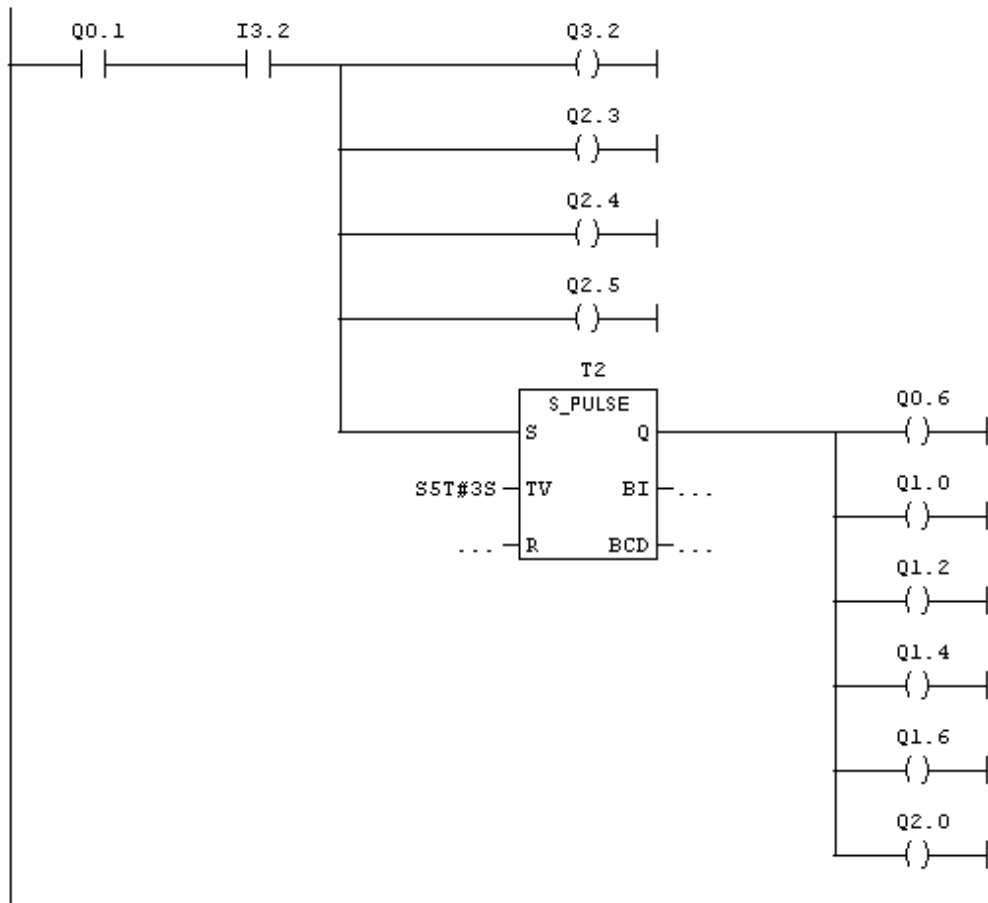 Q0.1 I3.2 Q3.2
Q2.3
Q2.4
Q2.5
T2
S_PULSE
Q0.6
S Q
Q1.0
S5T#3S TV BI ...
... R BCD ...
Q1.2
Q1.4
Q1.6
Q2.0